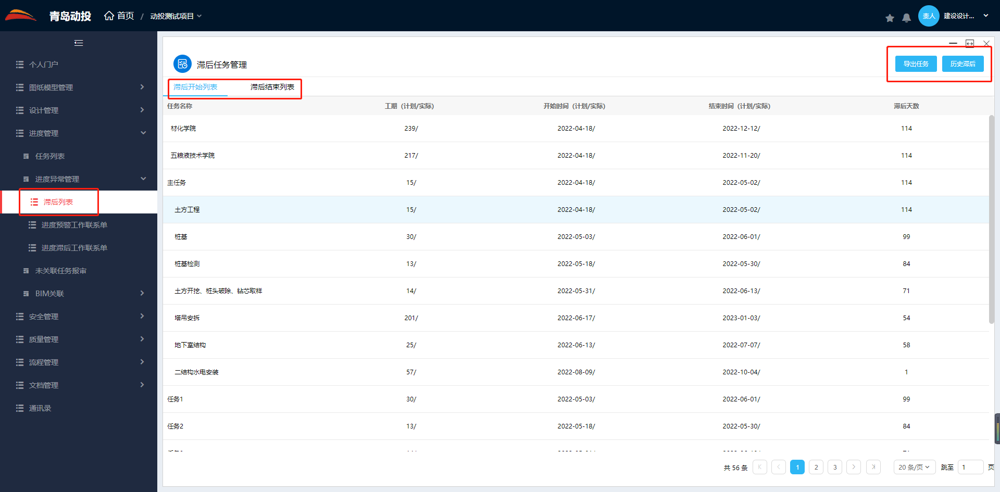 青岛动投 首页 / 动投测试项目
责人 建设设计...
个人门户
图纸模型管理
设计管理
进度管理
任务列表
进度异常管理
滞后列表
进度预警工作联系单
进度滞后工作联系单
未关联任务报审
BIM关联
安全管理
质量管理
流程管理
文档管理
通讯录
滞后任务管理
导出任务 历史滞后
滞后开始列表 滞后结束列表
任务名称 工期（计划/实际） 开始时间（计划/实际） 结束时间（计划/实际） 滞后天数
材化学院 239/ 2022-04-18/ 2022-12-12/ 114
五粮液技术学院 217/ 2022-04-18/ 2022-11-20/ 114
主任务 15/ 2022-04-18/ 2022-05-02/ 114
土方工程 15/ 2022-04-18/ 2022-05-02/ 114
桩基 30/ 2022-05-03/ 2022-06-01/ 99
桩基检测 13/ 2022-05-18/ 2022-05-30/ 84
土方开挖、桩头破除、钻芯取样 14/ 2022-05-31/ 2022-06-13/ 71
塔吊安拆 201/ 2022-06-17/ 2023-01-03/ 54
地下室结构 25/ 2022-06-13/ 2022-07-07/ 58
二结构水电安装 57/ 2022-08-09/ 2022-10-04/ 1
任务1 30/ 2022-05-03/ 2022-06-01/ 99
任务2 13/ 2022-05-18/ 2022-05-30/ 84
共 56 条 1 2 3 20 条/页 跳至 1 页